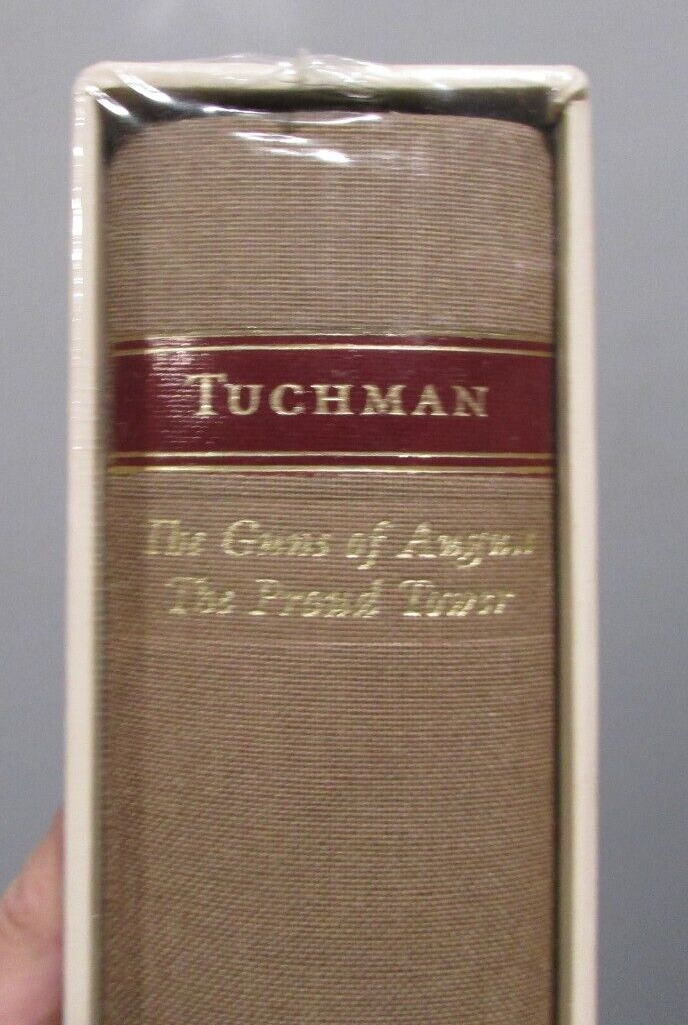 TUCHMAN
The Guns of August
The Proud Tower